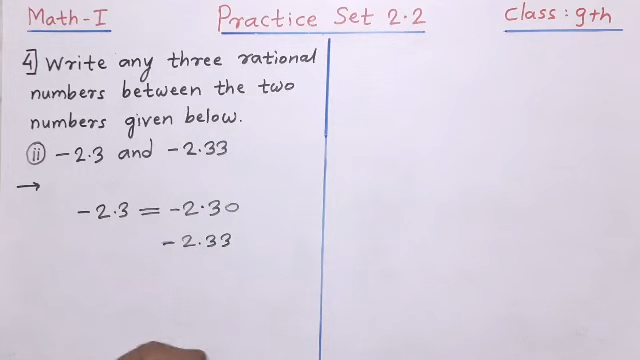 Math-I
Practice Set 2.2
Class: 9th
4] Write any three rational
numbers between the two
numbers given below.
ii -2.3 and -2.33
→
-2.3 = -2.30
-2.33